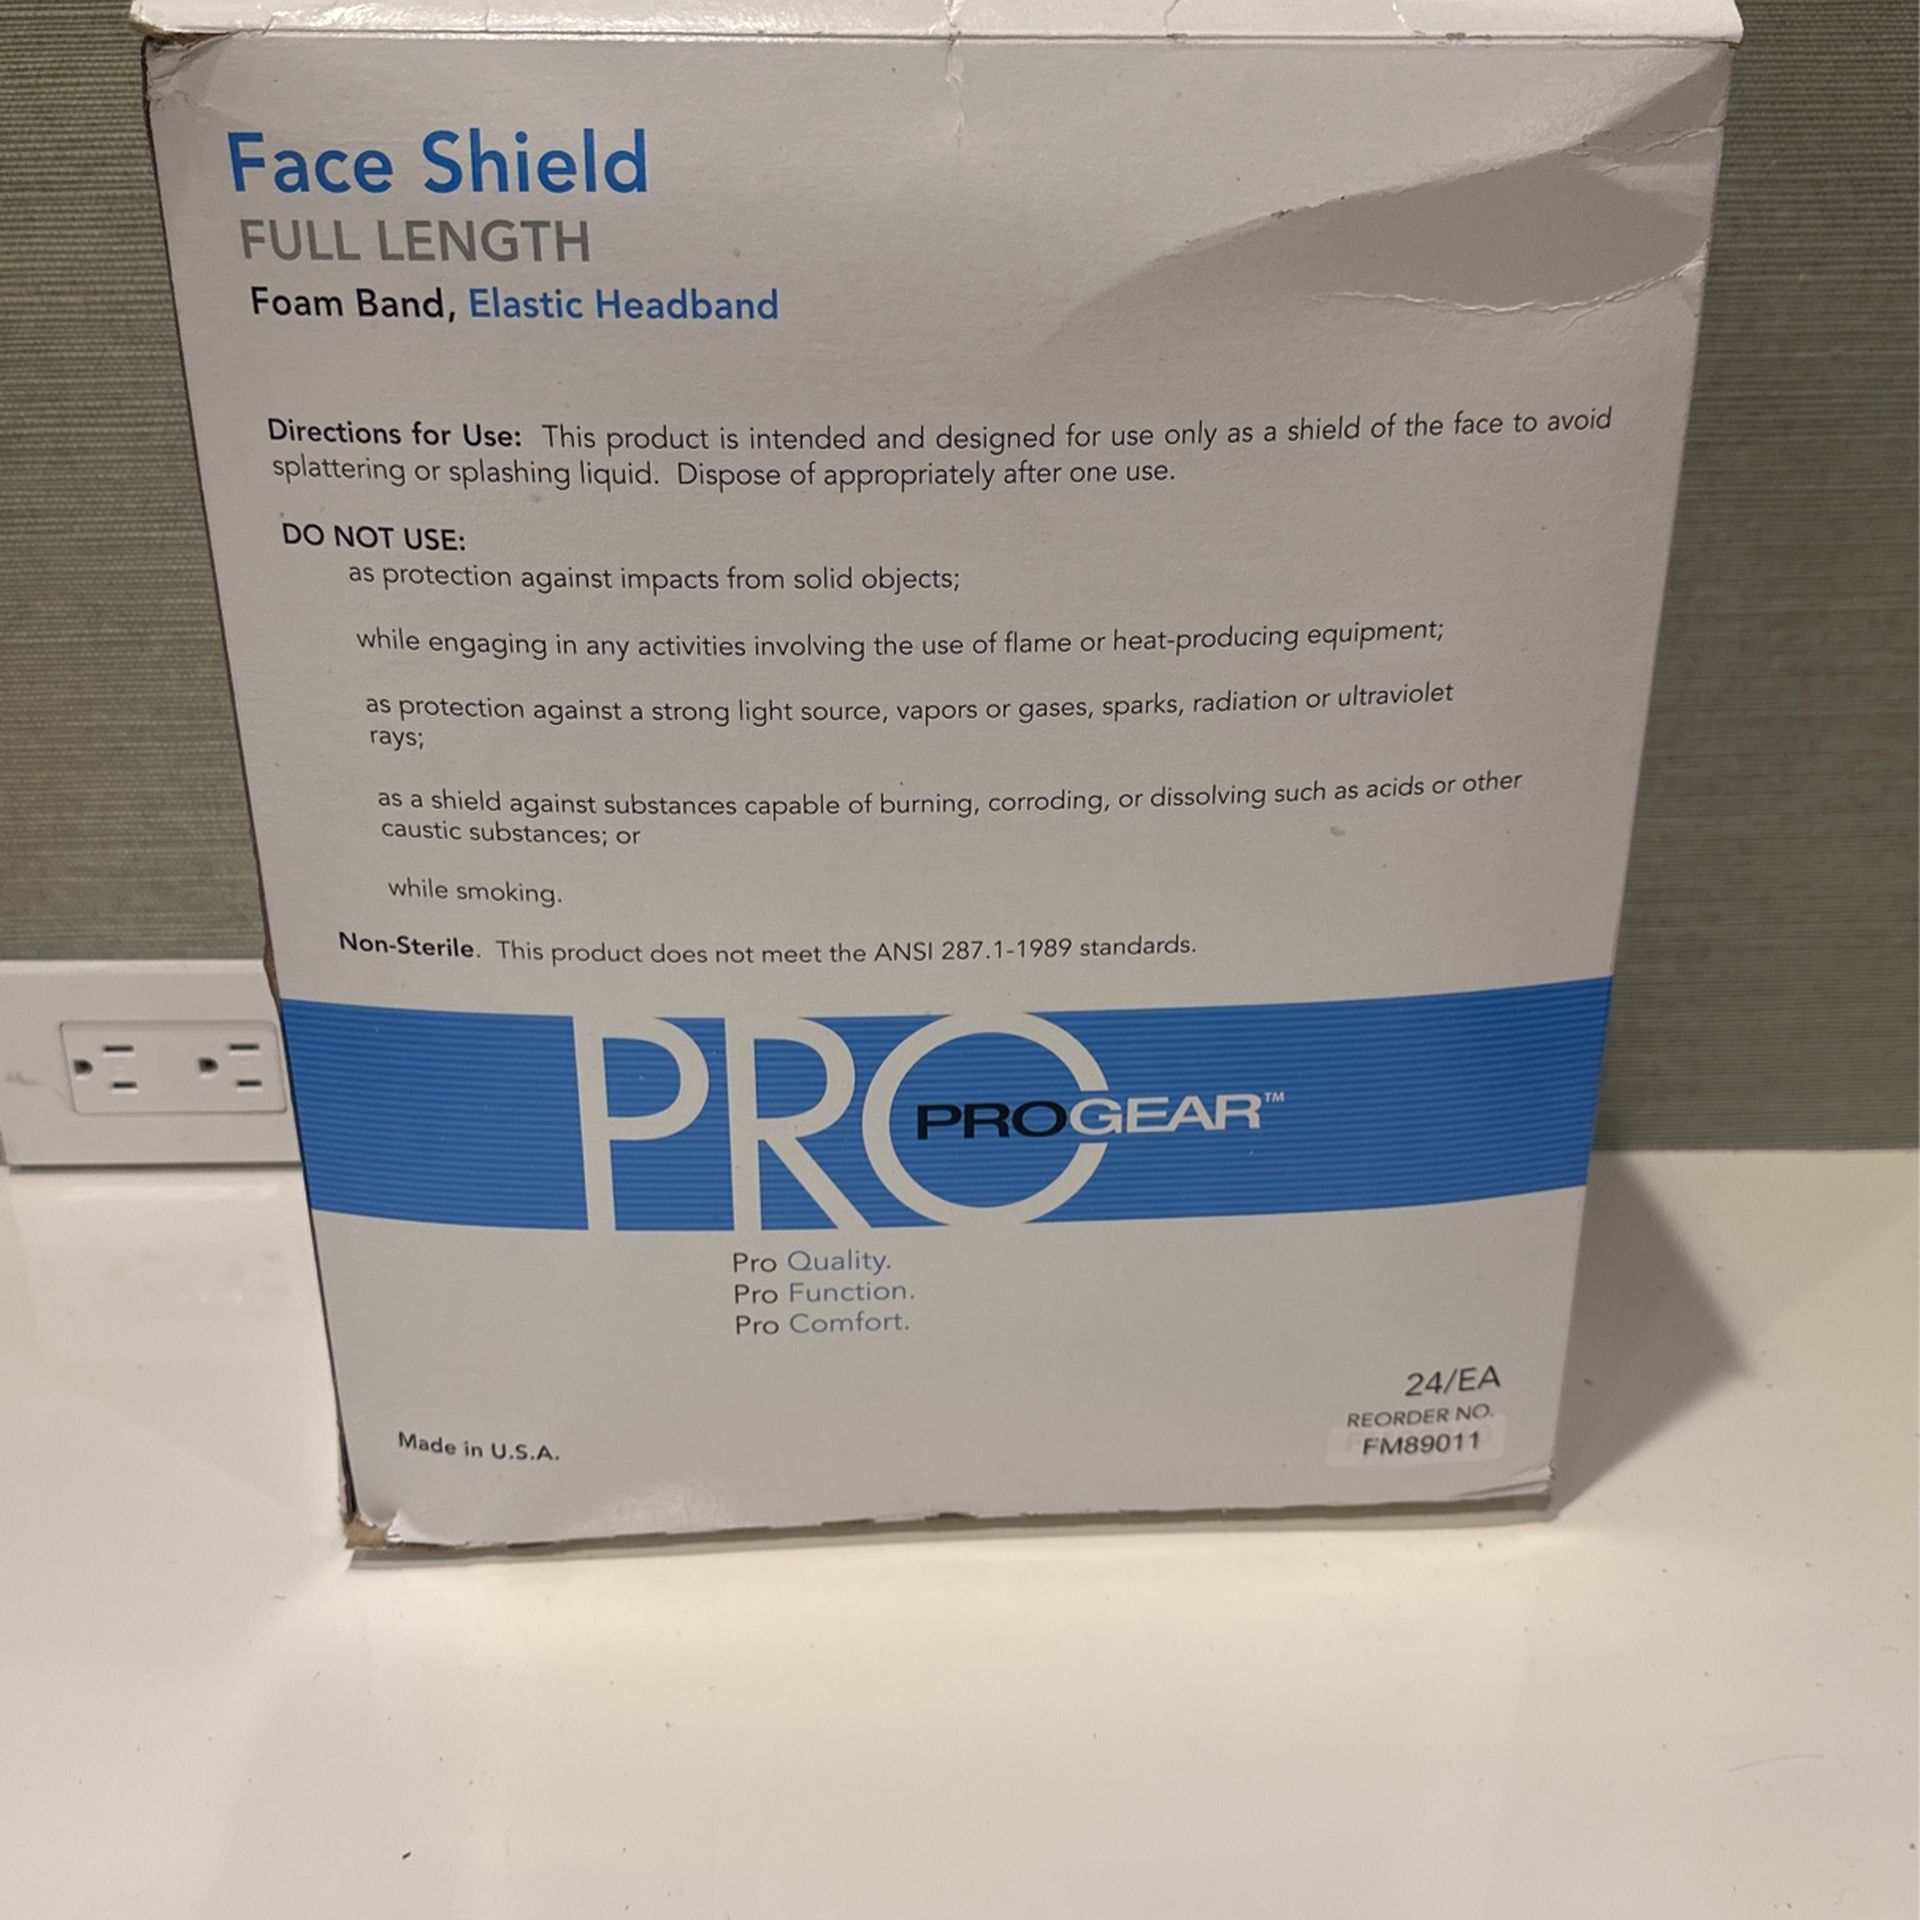 Face Shield
FULL LENGTH
Foam Band, Elastic Headband
Directions for Use: This product is intended and designed for use only as a shield of the face to avoid
splattering or splashing liquid. Dispose of appropriately after one use.
DO NOT USE:
as protection against impacts from solid objects;
while engaging in any activities involving the use of flame or heat-producing equipment;
as protection against a strong light source, vapors or gases, sparks, radiation or ultraviolet
rays;
as a shield against substances capable of burning, corroding, or dissolving such as acids or other
caustic substances; or
while smoking.
Non-Sterile. This product does not meet the ANSI 287.1-1989 standards.
PRO
PROGEAR™
Pro Quality.
Pro Function.
Pro Comfort.
24/EA
REORDER NO.
FM89011
Made in U.S.A.